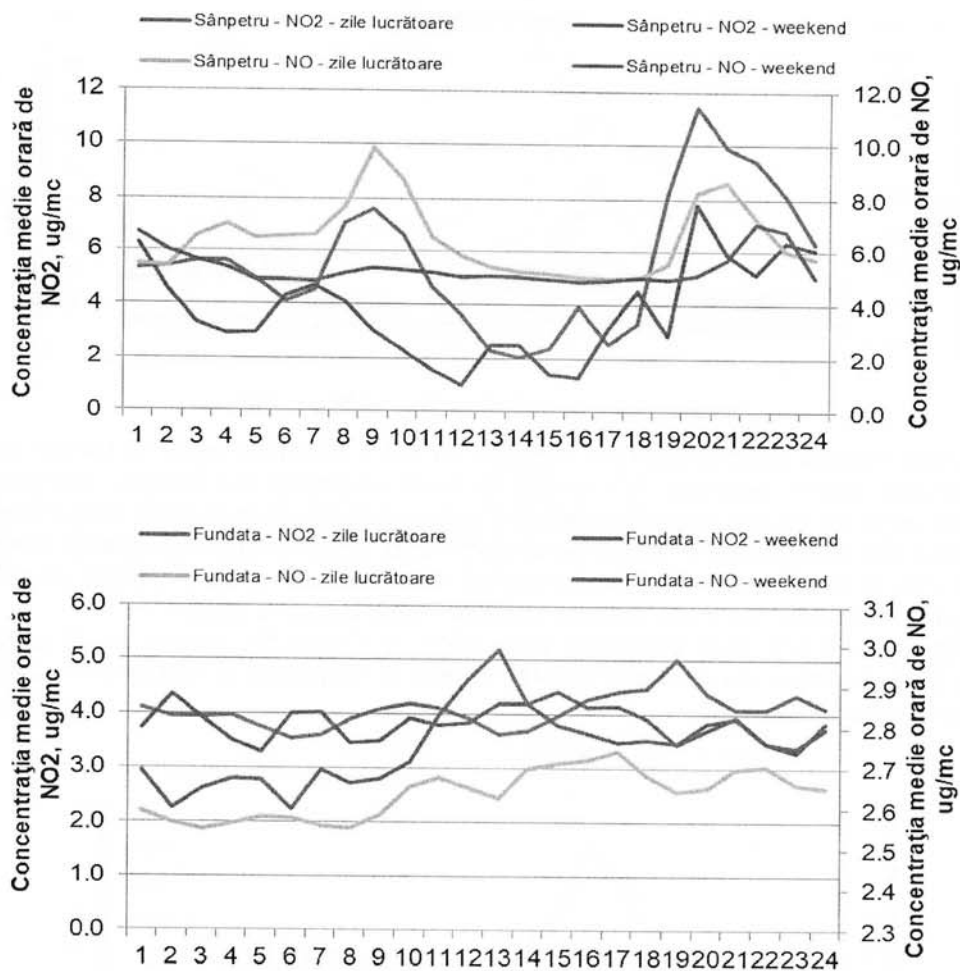 Sânpetru - NO2 - zile lucrătoare
Sânpetru - NO2 - weekend
Sânpetru - NO - zile lucrătoare
Sânpetru - NO - weekend
Concentraţia medie orară de
NO2, ug/mc
12
10
8
6
4
2
0
12.0
10.0
8.0
6.0
4.0
2.0
0.0
Concentraţia medie orară de NO,
ug/mc
1 2 3 4 5 6 7 8 9 10 11 12 13 14 15 16 17 18 19 20 21 22 23 24
Fundata - NO2 - zile lucrătoare
Fundata - NO2 - weekend
Fundata - NO - zile lucrătoare
Fundata - NO - weekend
Concentraţia medie orară de
NO2, ug/mc
6.0
5.0
4.0
3.0
2.0
1.0
0.0
3.1
3.0
2.9
2.8
2.7
2.6
2.5
2.4
2.3
Concentraţia medie orară de NO,
ug/mc
1 2 3 4 5 6 7 8 9 10 11 12 13 14 15 16 17 18 19 20 21 22 23 24